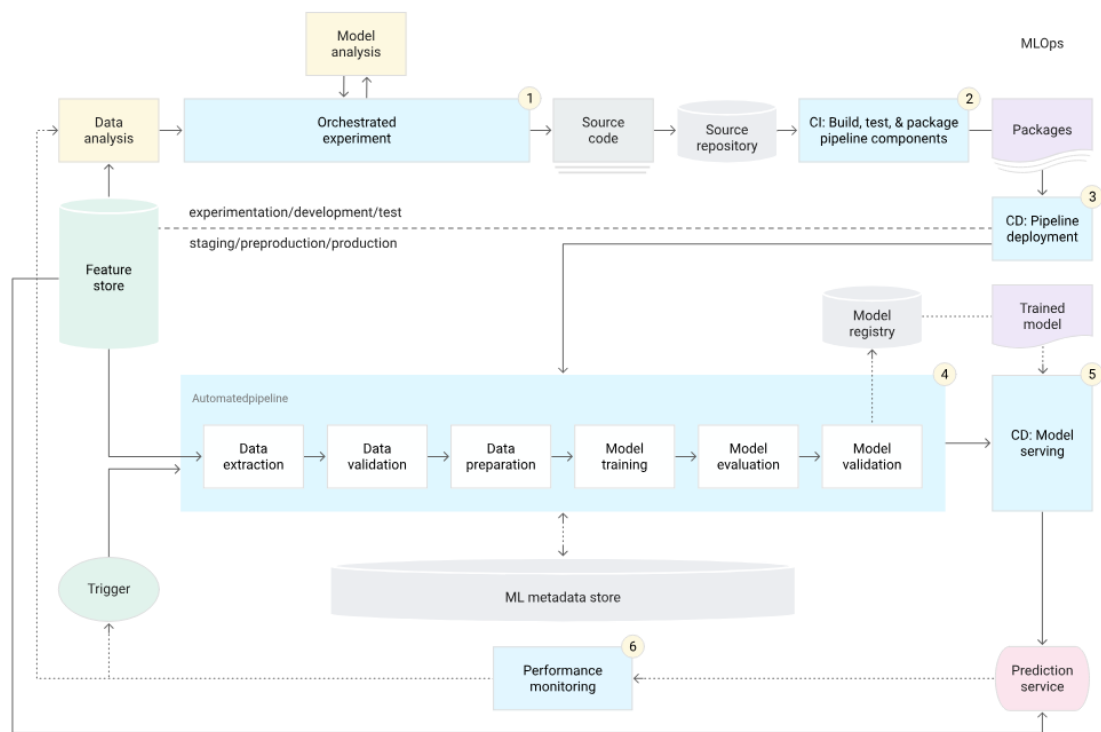 Model
analysis
MLOps
1
2
Data
analysis
Orchestrated
experiment
Source
code
Source
repository
CI: Build, test, & package
pipeline components
Packages
3
experimentation/development/test
staging/preproduction/production
CD: Pipeline
deployment
Feature
store
Model
registry
Trained
model
4
5
Automatedpipeline
Data
extraction
Data
validation
Data
preparation
Model
training
Model
evaluation
Model
validation
CD: Model
serving
Trigger
ML metadata store
6
Performance
monitoring
Prediction
service